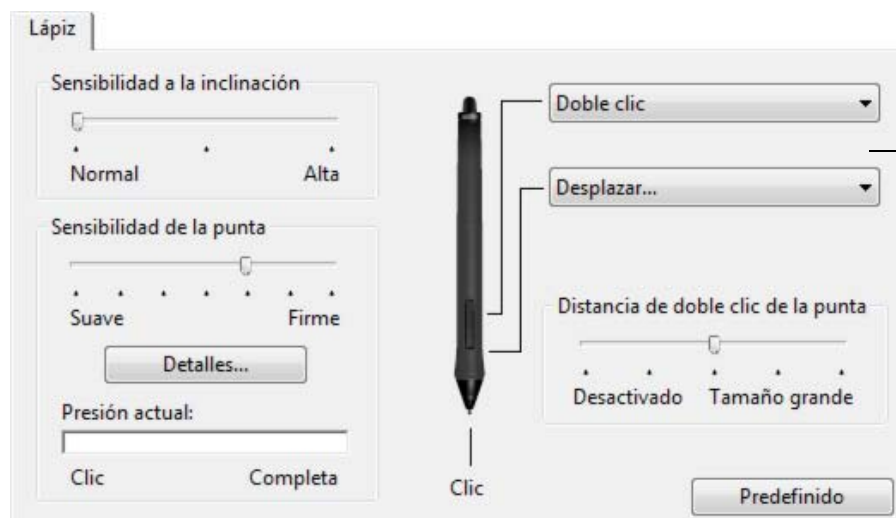 Lápiz
Sensibilidad a la inclinación
Normal Alta
Sensibilidad de la punta
Suave Firme
Detalles...
Presión actual:
Clic Completa
Doble clic
Desplazar...
Distancia de doble clic de la punta
Desactivado Tamaño grande
Clic
Predefinido